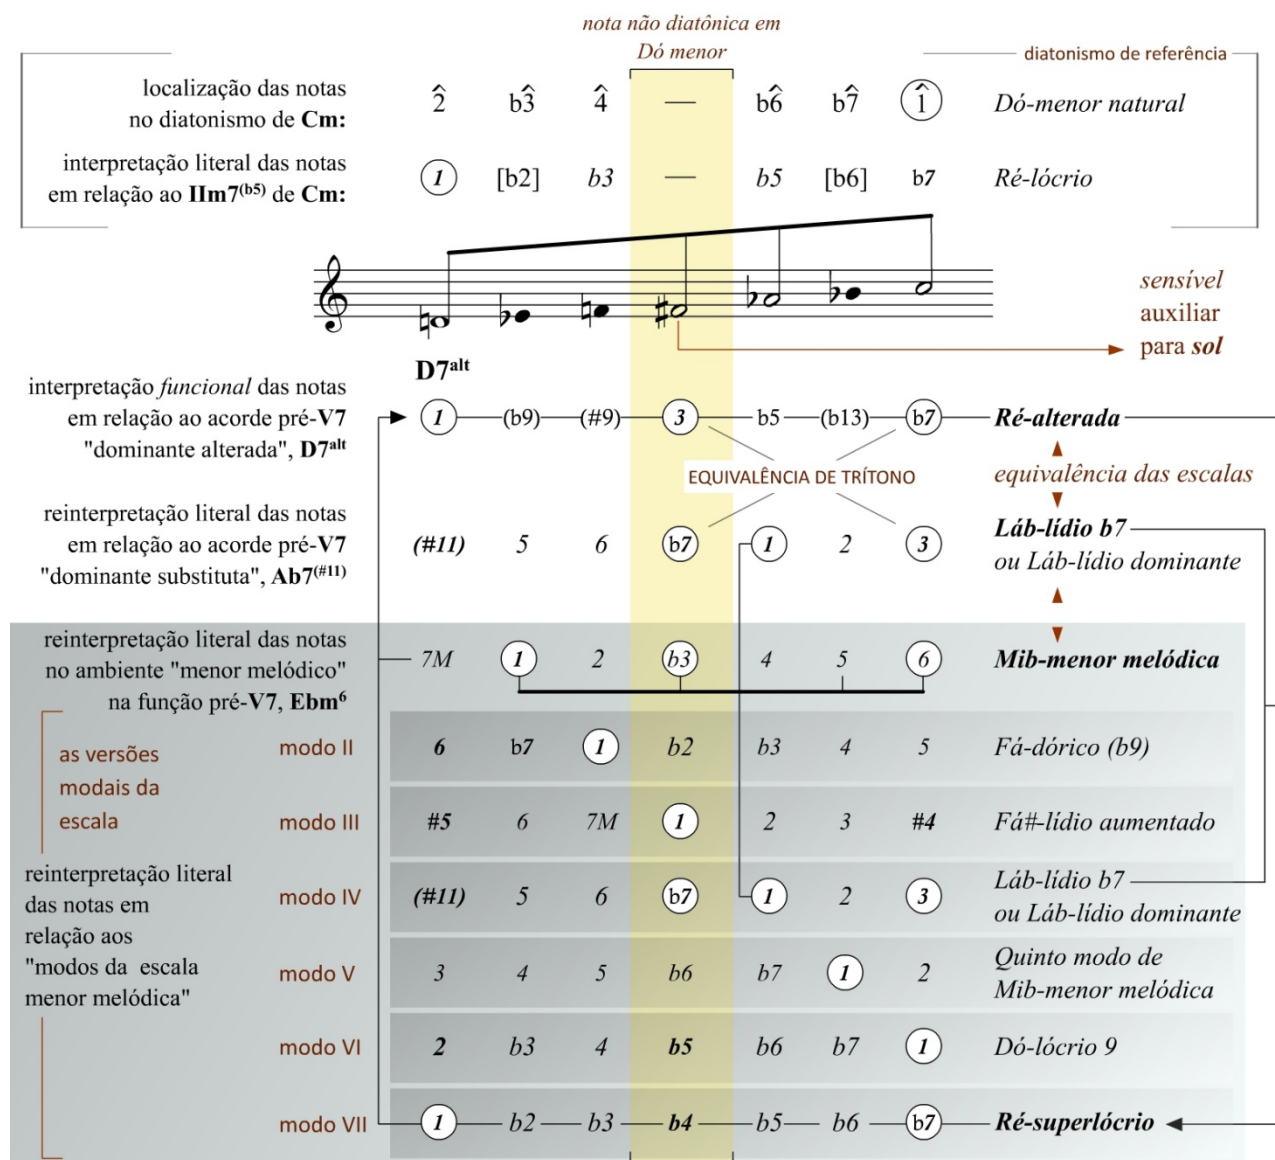 nota não diatônica em
Dó menor
diatonismo de referência
localização das notas
no diatonismo de Cm:
2̂ b3̂ 4̂ — b6̂ b7̂ 1̂ Dó-menor natural
interpretação literal das notas
em relação ao IIm7(b5) de Cm:
1 [b2] b3 — b5 [b6] b7 Ré-lócrio
sensível
auxiliar
para sol
D7alt
interpretação funcional das notas
em relação ao acorde pré-V7
"dominante alterada", D7alt
1 (b9) (#9) 3 b5 (b13) b7 Ré-alterada
EQUIVALÊNCIA DE TRÍTONO
equivalência das escalas
reinterpretação literal das notas
em relação ao acorde pré-V7
"dominante substituta", Ab7(#11)
(#11) 5 6 b7 1 2 3
Láb-lídio b7
ou Láb-lídio dominante
reinterpretação literal das notas
no ambiente "menor melódico"
na função pré-V7, Ebm6
7M 1 2 b3 4 5 6 Mib-menor melódica
as versões
modais da
escala
modo II 6 b7 1 b2 b3 4 5 Fá-dórico (b9)
modo III #5 6 7M 1 2 3 #4 Fá#-lídio aumentado
reinterpretação literal
das notas em
relação aos
"modos da escala
menor melódica"
modo IV (#11) 5 6 b7 1 2 3
Láb-lídio b7
ou Láb-lídio dominante
modo V 3 4 5 b6 b7 1 2
Quinto modo de
Mib-menor melódica
modo VI 2 b3 4 b5 b6 b7 1 Dó-lócrio 9
modo VII 1 b2 b3 b4 b5 b6 b7 Ré-superlócrio